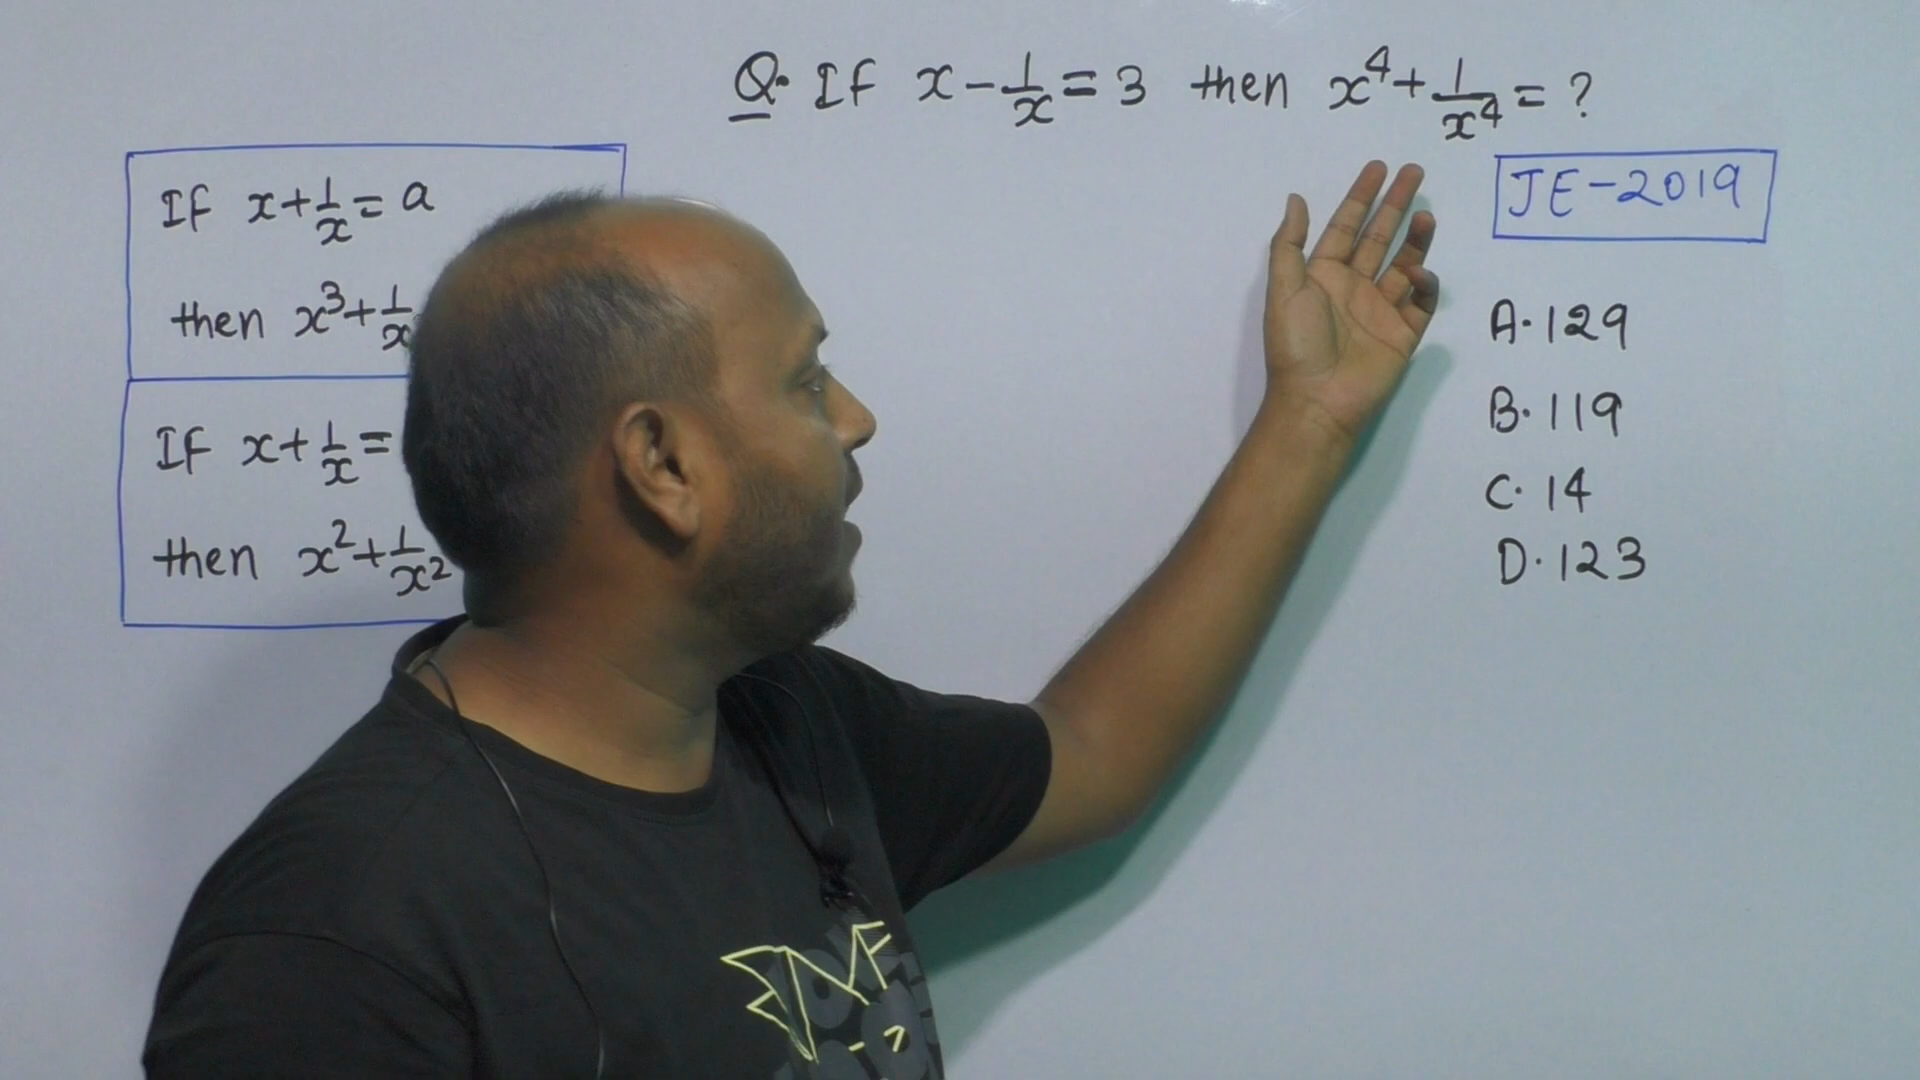 Q. If x - 1/x = 3 then x⁴ + 1/x⁴ = ?
JE-2019
If x + 1/x = a
then x³ + 1/x
If x + 1/x =
then x² + 1/x²
A. 129
B. 119
C. 14
D. 123